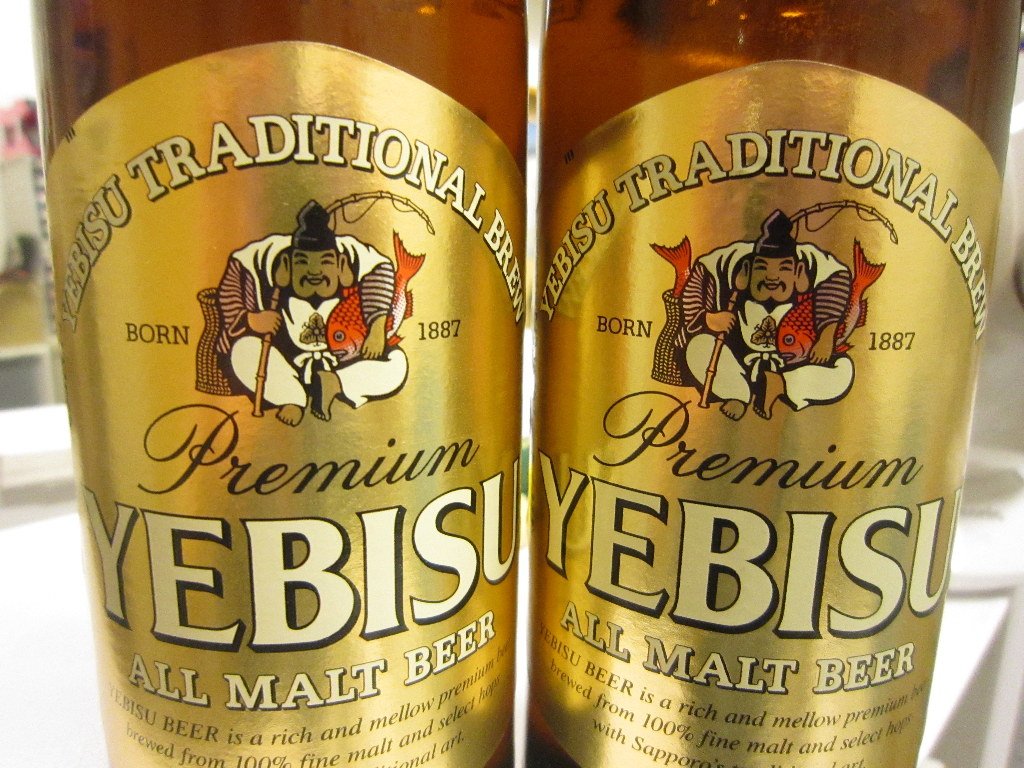 YEBISU TRADITIONAL BREW
BORN 1887
Premium
YEBISU
ALL MALT BEER
YEBISU BEER is a rich and mellow premium
brewed from 100% fine malt and select hops
YEBISU TRADITIONAL BREW
BORN 1887
Premium
YEBISU
ALL MALT BEER
YEBISU BEER is a rich and mellow premium
brewed from 100% fine malt and select hops
with Sapporo's art.